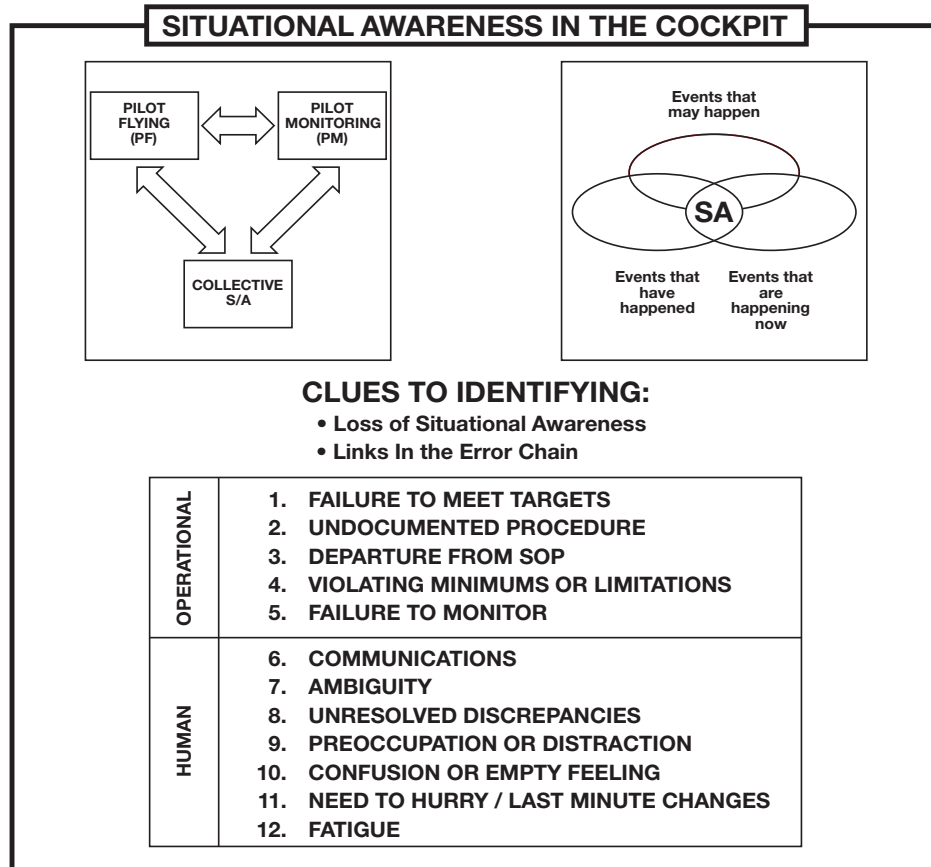 SITUATIONAL AWARENESS IN THE COCKPIT
PILOT
FLYING
(PF)
PILOT
MONITORING
(PM)
COLLECTIVE
S/A
Events that
may happen
SA
Events that
have
happened
Events that
are
happening
now
CLUES TO IDENTIFYING:
• Loss of Situational Awareness
• Links In the Error Chain
OPERATIONAL
1. FAILURE TO MEET TARGETS
2. UNDOCUMENTED PROCEDURE
3. DEPARTURE FROM SOP
4. VIOLATING MINIMUMS OR LIMITATIONS
5. FAILURE TO MONITOR
HUMAN
6. COMMUNICATIONS
7. AMBIGUITY
8. UNRESOLVED DISCREPANCIES
9. PREOCCUPATION OR DISTRACTION
10. CONFUSION OR EMPTY FEELING
11. NEED TO HURRY / LAST MINUTE CHANGES
12. FATIGUE